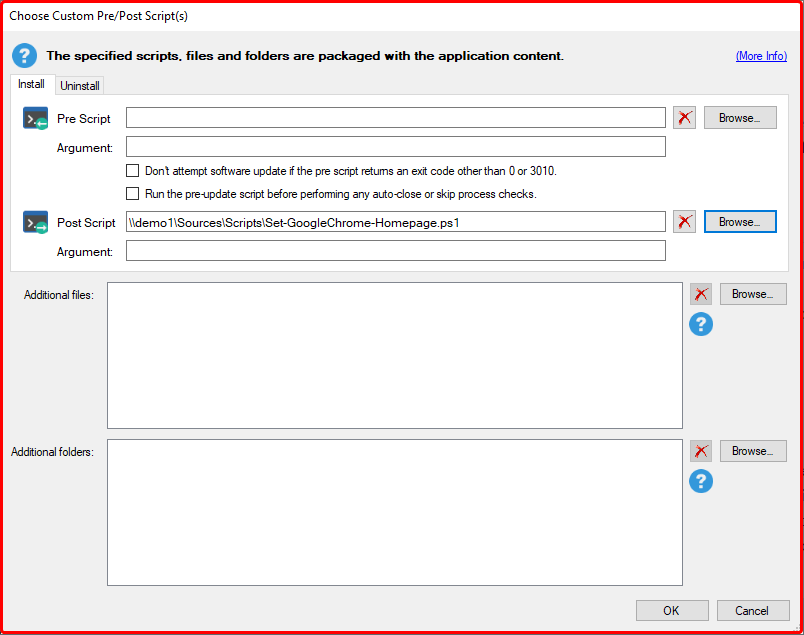 Choose Custom Pre/Post Script(s)
? The specified scripts, files and folders are packaged with the application content. (More Info)
Install Uninstall
Pre Script Browse...
Argument:
Don't attempt software update if the pre script returns an exit code other than 0 or 3010.
Run the pre-update script before performing any auto-close or skip process checks.
Post Script \\demo1\Sources\Scripts\Set-GoogleChrome-Homepage.ps1 Browse...
Argument:
Additional files: Browse...
?
Additional folders: Browse...
?
OK Cancel